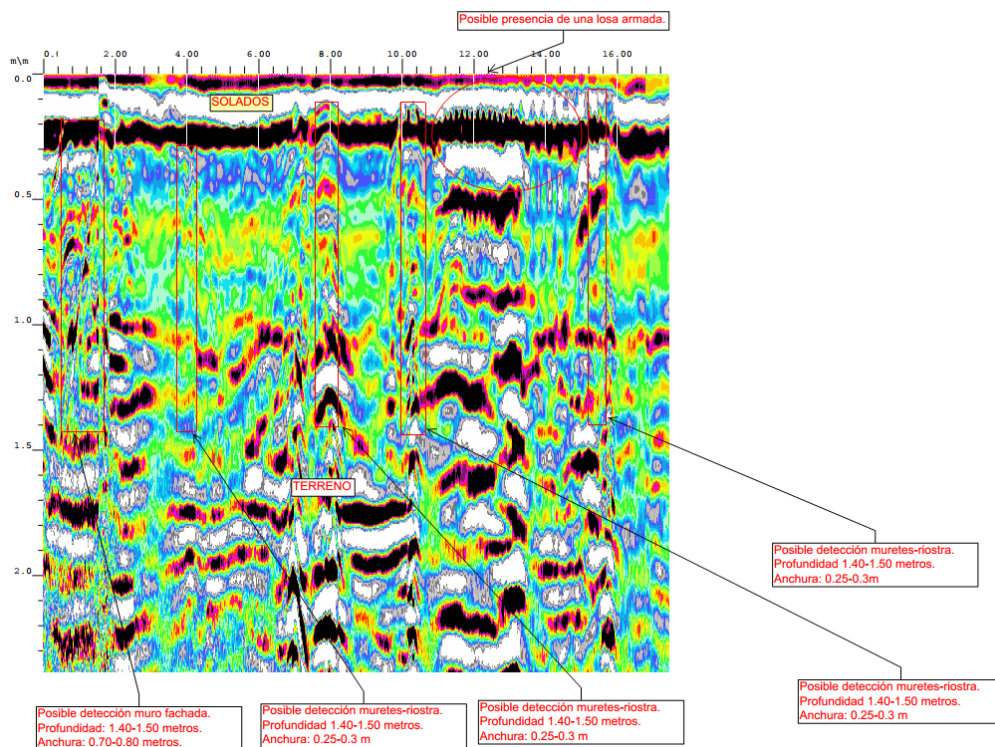 Posible presencia de una losa armada.
m\m
0.1 2.00 4.00 6.00 8.00 10.00 12.00 14.00 16.00
0.0
SOLADOS
0.5
1.0
1.5
TERRENO
2.0
Posible detección muretes-riostra.
Profundidad 1.40-1.50 metros.
Anchura: 0.25-0.3m
Posible detección muretes-riostra.
Profundidad 1.40-1.50 metros.
Anchura: 0.25-0.3 m
Posible detección muro fachada.
Profundidad: 1.40-1.50 metros.
Anchura: 0.70-0.80 metros.
Posible detección muretes-riostra.
Profundidad 1.40-1.50 metros.
Anchura: 0.25-0.3 m
Posible detección muretes-riostra.
Profundidad 1.40-1.50 metros.
Anchura: 0.25-0.3 m